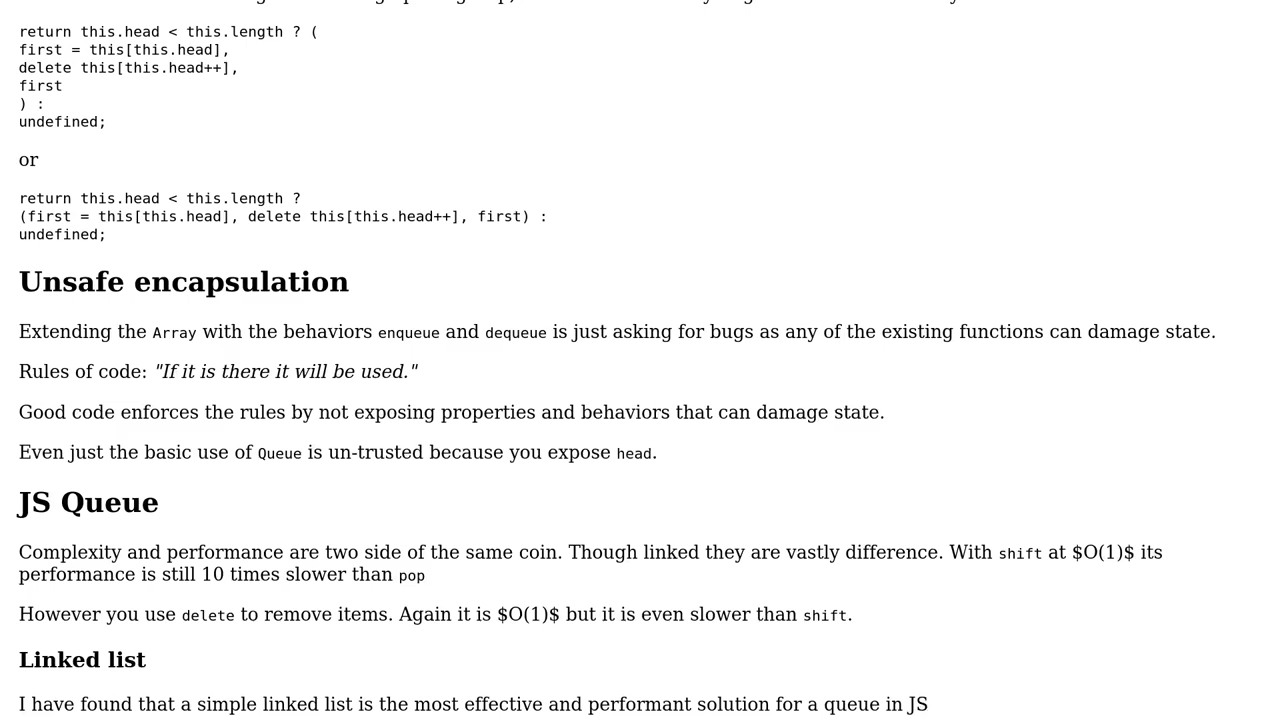 return this.head < this.length ? (
first = this[this.head],
delete this[this.head++],
first
) :
undefined;
or
return this.head < this.length ?
(first = this[this.head], delete this[this.head++], first) :
undefined;
Unsafe encapsulation
Extending the Array with the behaviors enqueue and dequeue is just asking for bugs as any of the existing functions can damage state.
Rules of code: "If it is there it will be used."
Good code enforces the rules by not exposing properties and behaviors that can damage state.
Even just the basic use of Queue is un-trusted because you expose head.
JS Queue
Complexity and performance are two side of the same coin. Though linked they are vastly difference. With shift at $O(1)$ its
performance is still 10 times slower than pop
However you use delete to remove items. Again it is $O(1)$ but it is even slower than shift.
Linked list
I have found that a simple linked list is the most effective and performant solution for a queue in JS